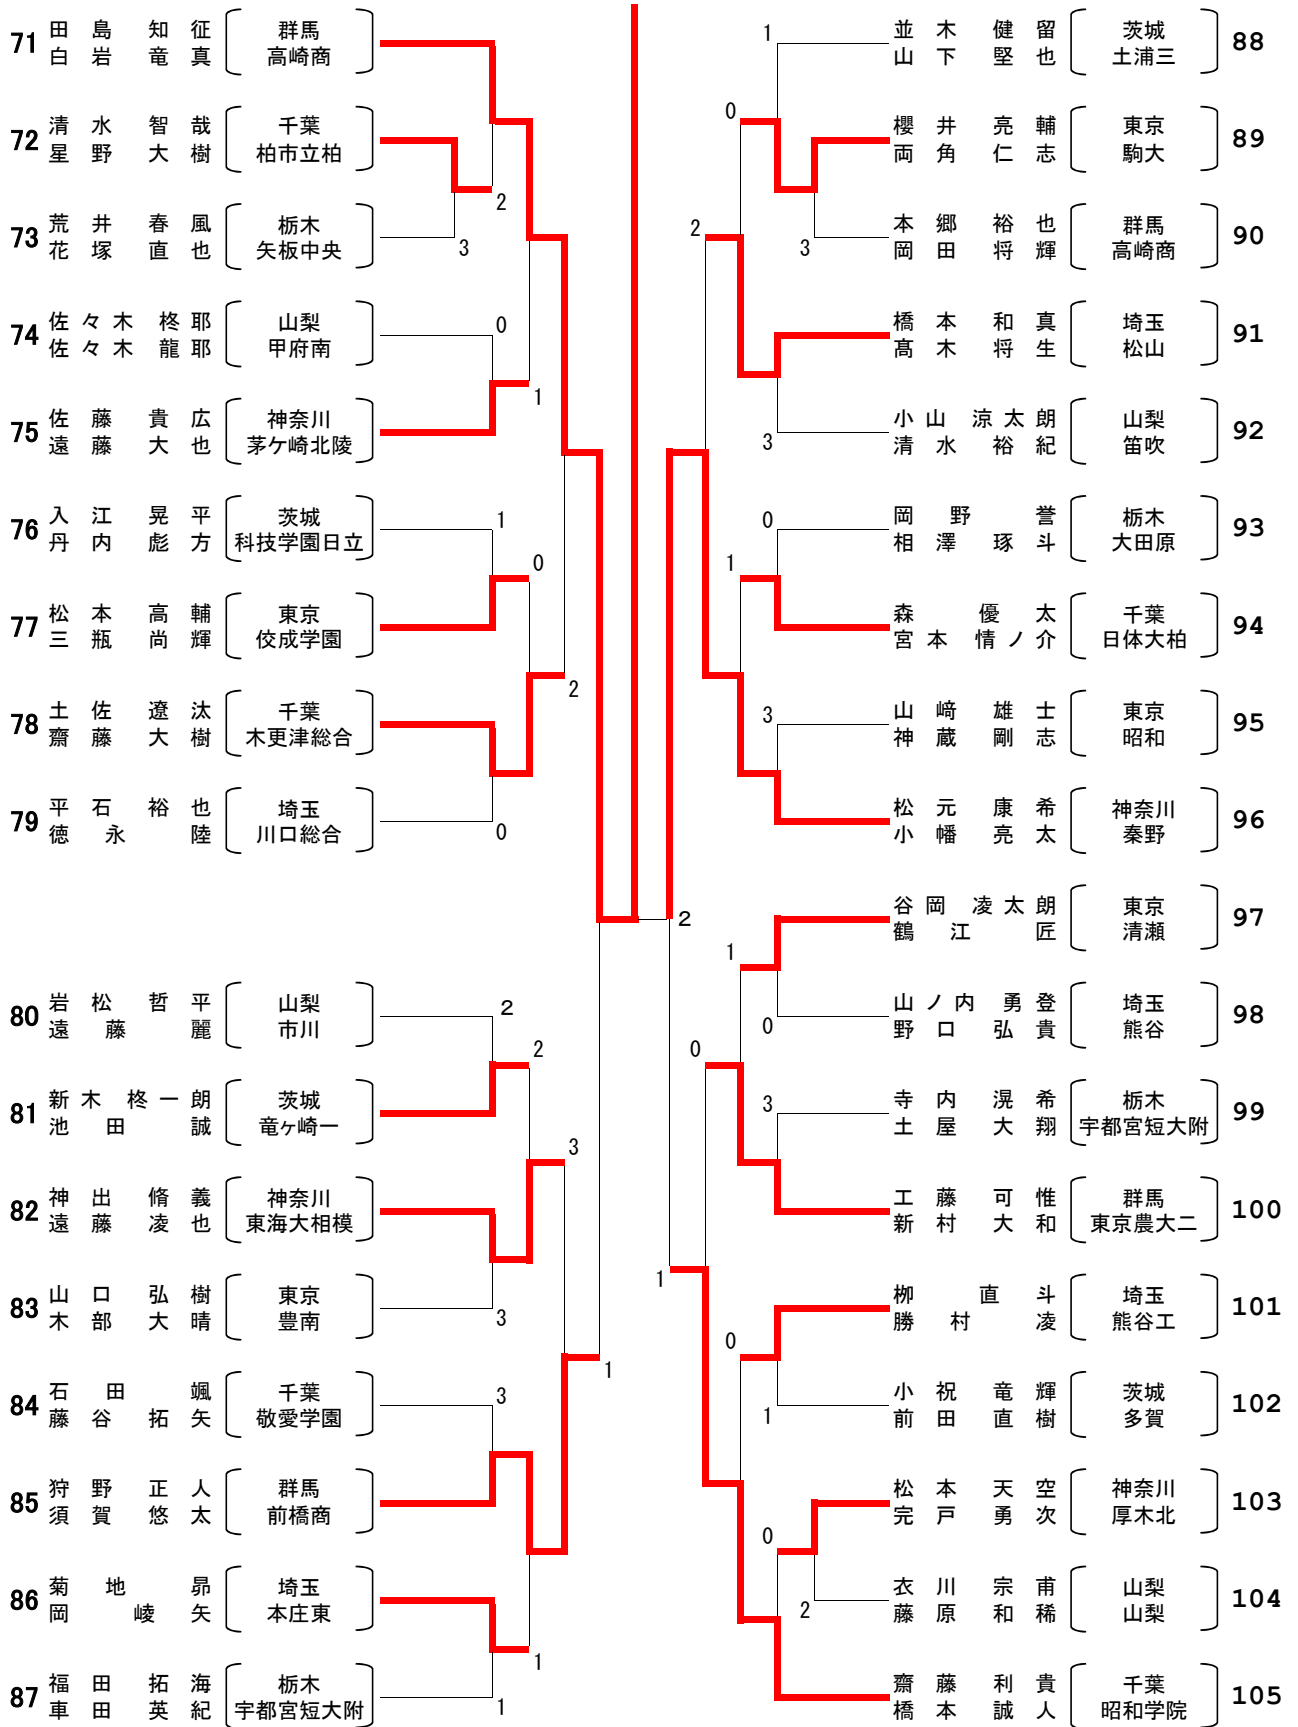 71 田島知征 群馬
白岩竜真 高崎商
72 清水智哉 千葉
星野大樹 柏市立柏
2
73 荒井春風 栃木
花塚直也 矢板中央
3
74 佐々木柊耶 山梨
佐々木龍耶 甲府南
0
1
75 佐藤貴広 神奈川
遠藤大也 茅ケ崎北陵
76 入江晃平 茨城
丹内彪方 科技学園日立
1
0
77 松本高輔 東京
三瓶尚輝 佼成学園
2
78 土佐遼汰 千葉
齋藤大樹 木更津総合
79 平石裕也 埼玉
徳永陸 川口総合
0
80 岩松哲平 山梨
遠藤麗 市川
2
2
81 新木柊一朗 茨城
池田誠 竜ヶ崎一
3
82 神出脩義 神奈川
遠藤凌也 東海大相模
83 山口弘樹 東京
木部大晴 豊南
3
1
84 石田颯 千葉
藤谷拓矢 敬愛学園
3
85 狩野正人 群馬
須賀悠太 前橋商
86 菊地昴 埼玉
岡崚矢 本庄東
1
87 福田拓海 栃木
車田英紀 宇都宮短大附
1
1
並木健留 茨城 88
山下堅也 土浦三
0
櫻井亮輔 東京 89
両角仁志 駒大
2
本郷裕也 群馬 90
岡田将輝 高崎商
3
橋本和真 埼玉 91
髙木将生 松山
小山涼太朗 山梨 92
清水裕紀 笛吹
3
0
岡野誉 栃木 93
相澤琢斗 大田原
1
森優太 千葉 94
宮本情ノ介 日体大柏
3
山﨑雄士 東京 95
神蔵剛志 昭和
松元康希 神奈川 96
小幡亮太 秦野
2
谷岡凌太朗 東京 97
鶴江匠 清瀬
1
山ノ内勇登 埼玉 98
野口弘貴 熊谷
0
0
3
寺内滉希 栃木 99
土屋大翔 宇都宮短大附
工藤可惟 群馬 100
新村大和 東京農大二
1
栁直斗 埼玉 101
勝村凌 熊谷工
0
小祝竜輝 茨城 102
前田直樹 多賀
1
松本天空 神奈川 103
完戸勇次 厚木北
0
衣川宗甫 山梨 104
藤原和稀 山梨
2
齋藤利貴 千葉 105
橋本誠人 昭和学院